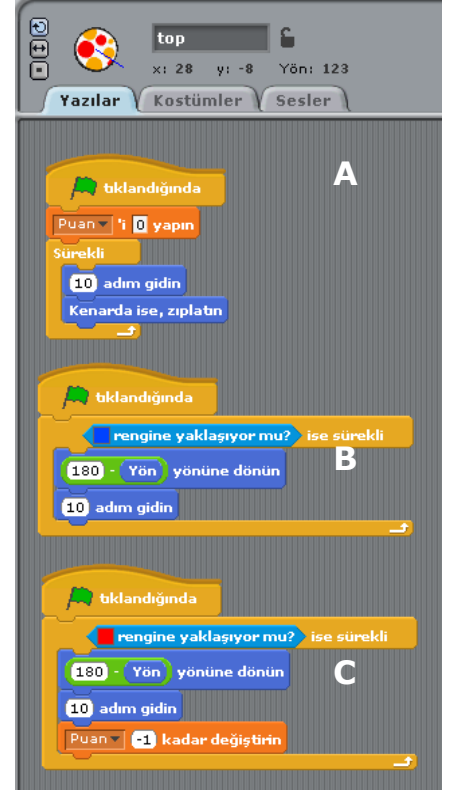 top
x: 28 y: -8 Yön: 123
Yazılar Kostümler Sesler
A
tıklandığında
Puan 'i 0 yapın
Sürekli
10 adım gidin
Kenarda ise, zıplatın
tıklandığında
rengine yaklaşıyor mu? ise sürekli
B
180 - Yön yönüne dönün
10 adım gidin
tıklandığında
rengine yaklaşıyor mu? ise sürekli
C
180 - Yön yönüne dönün
10 adım gidin
Puan -1 kadar değiştirin